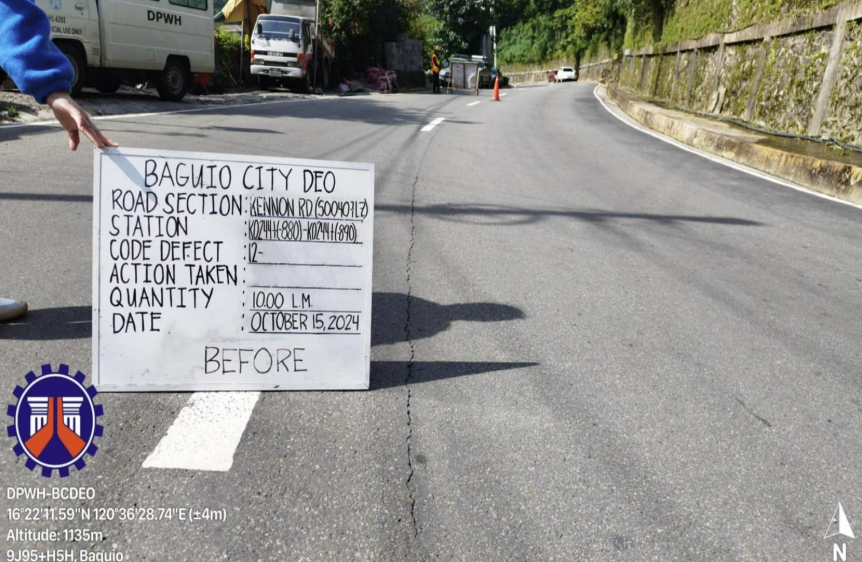 DPWH
BAGUIO CITY DEO
ROAD SECTION: KENNON RD (S00407LZ)
STATION : K0244+(-880)-K0244+(-890)
CODE DEFECT : 12-
ACTION TAKEN :
QUANTITY : 10.00 L.M.
DATE : OCTOBER 15, 2024
BEFORE
DPWH-BCDEO
16°22'11.59"N 120°36'28.74"E (±4m)
Altitude: 1135m
9J95+H5H, Baguio
N